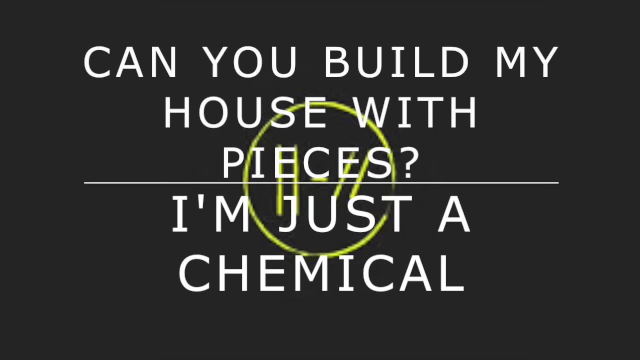 CAN YOU BUILD MY
HOUSE WITH
PIECES?
I'M JUST A
CHEMICAL